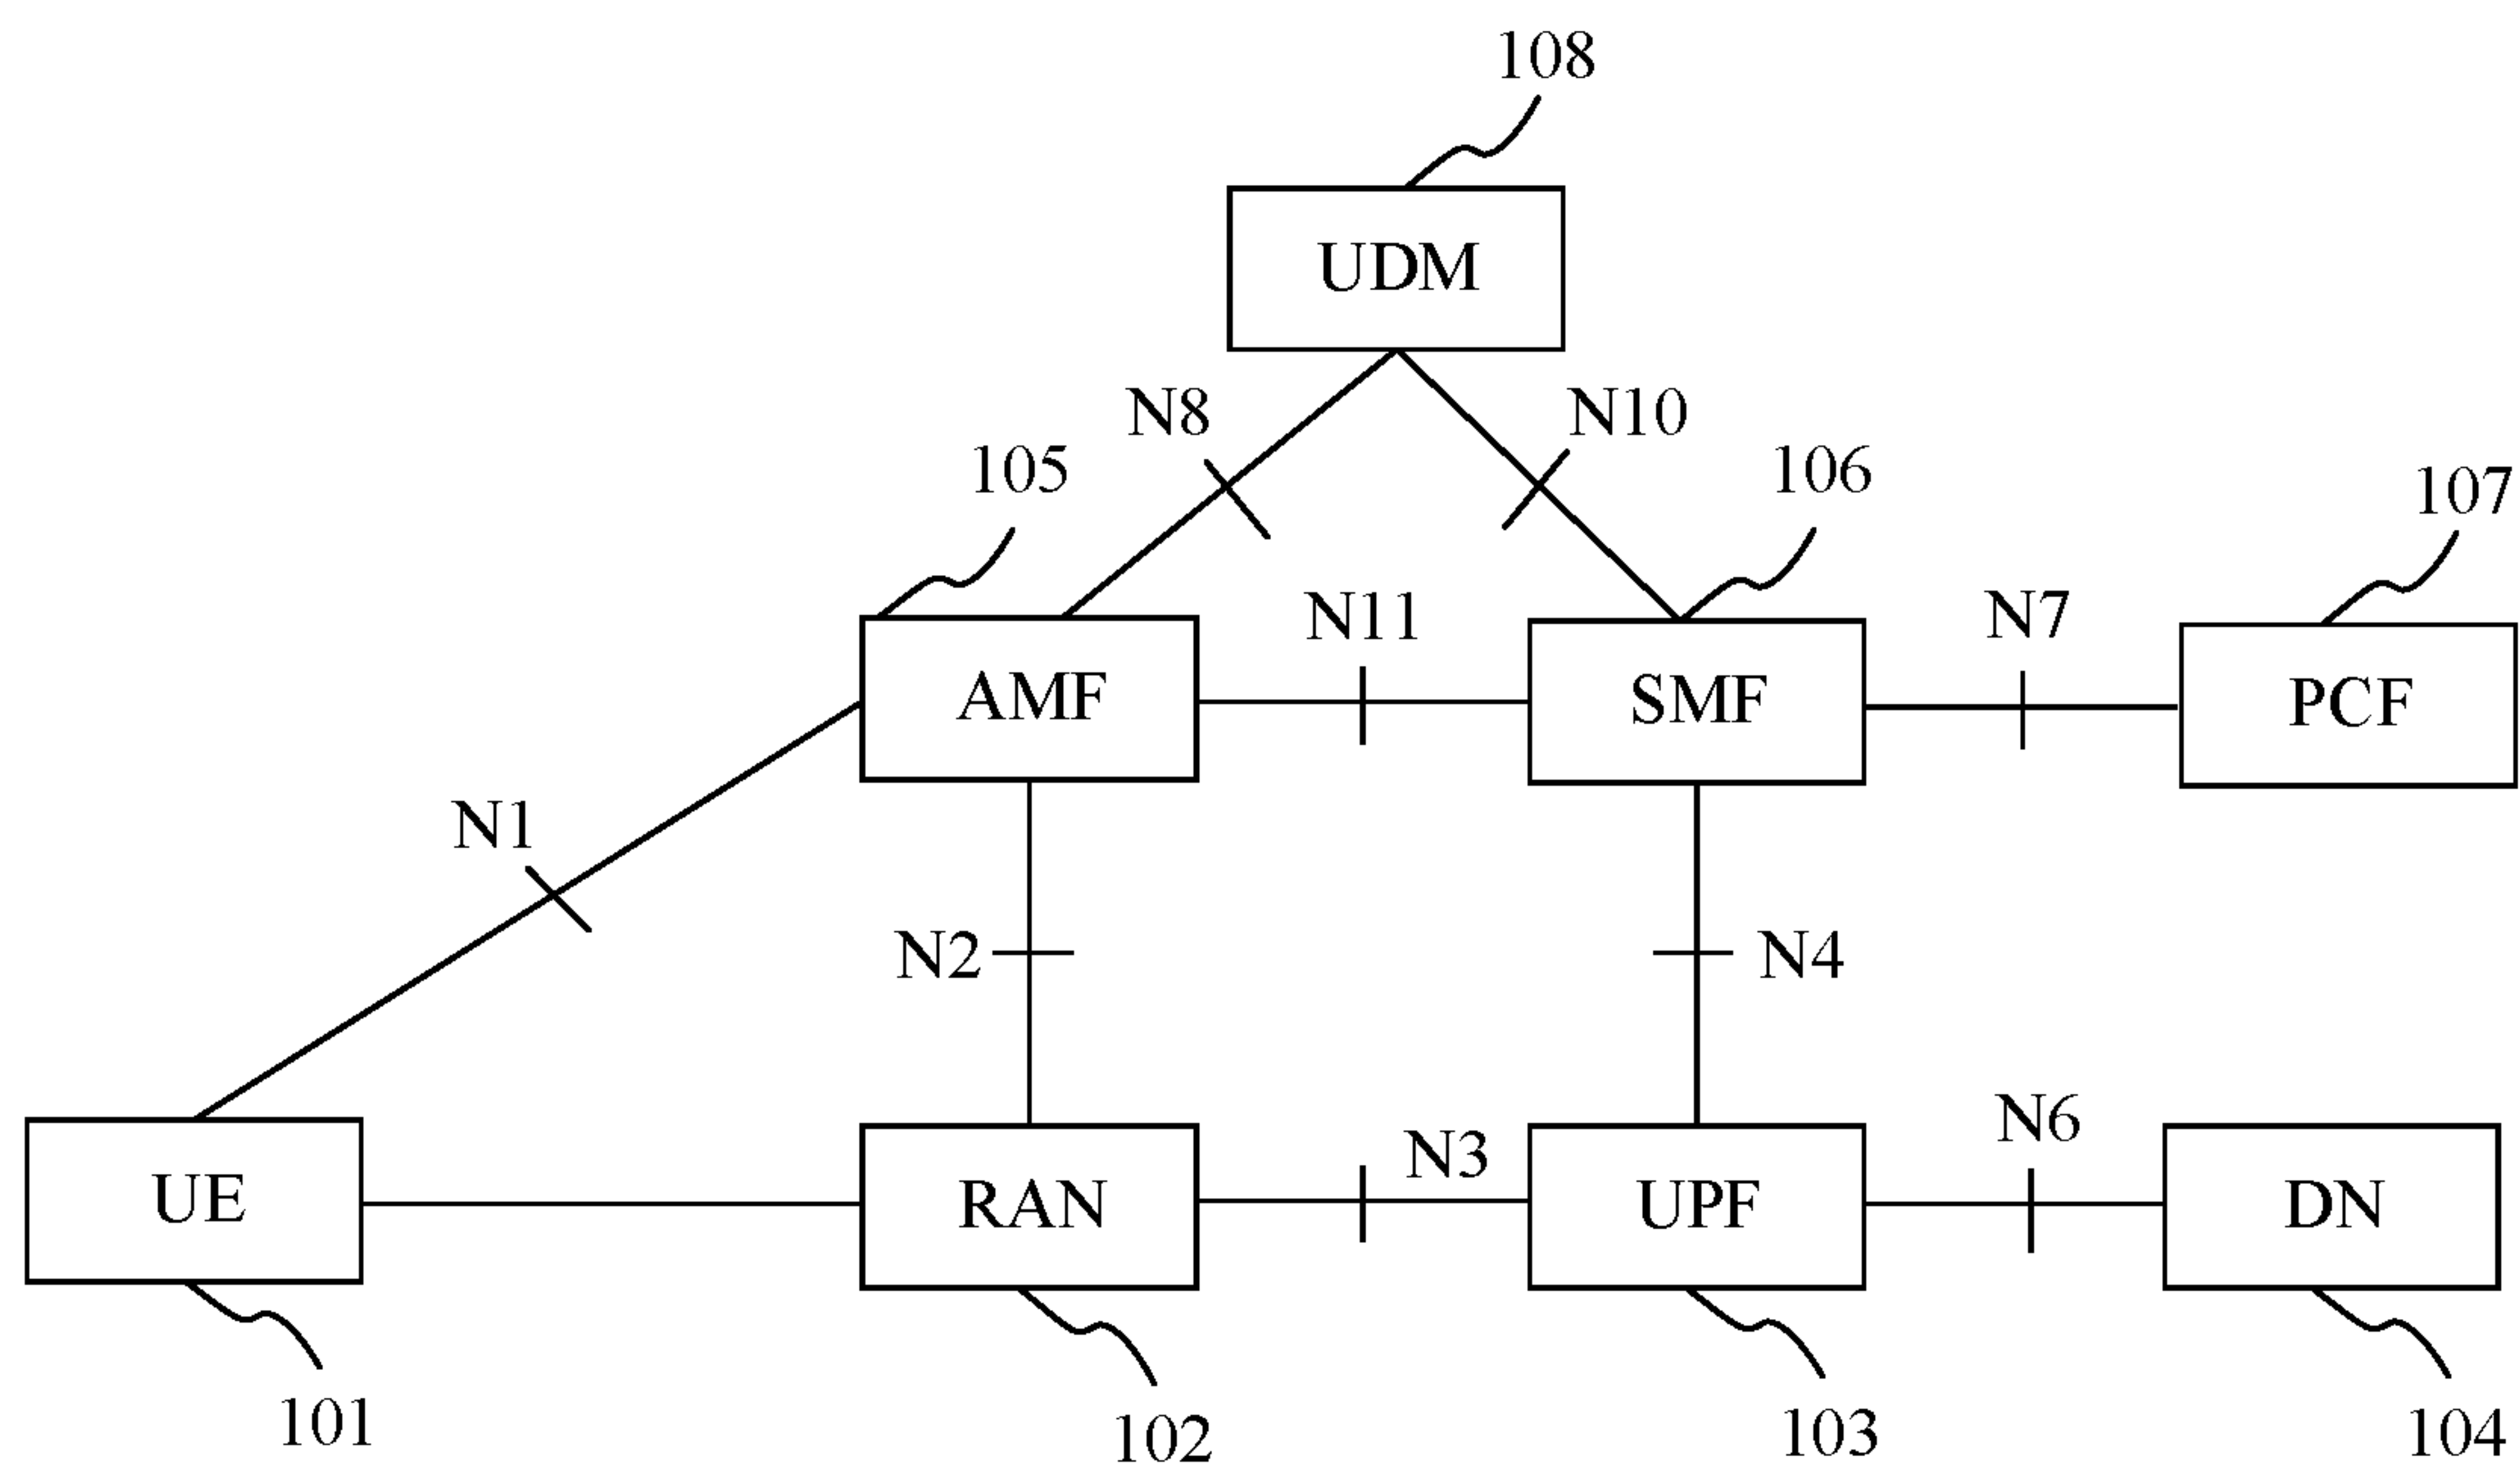 108
UDM
N8
N10
105
106
107
N11
N7
AMF
SMF
PCF
N1
N2
N4
N6
N3
UE
RAN
UPF
DN
101
102
103
104